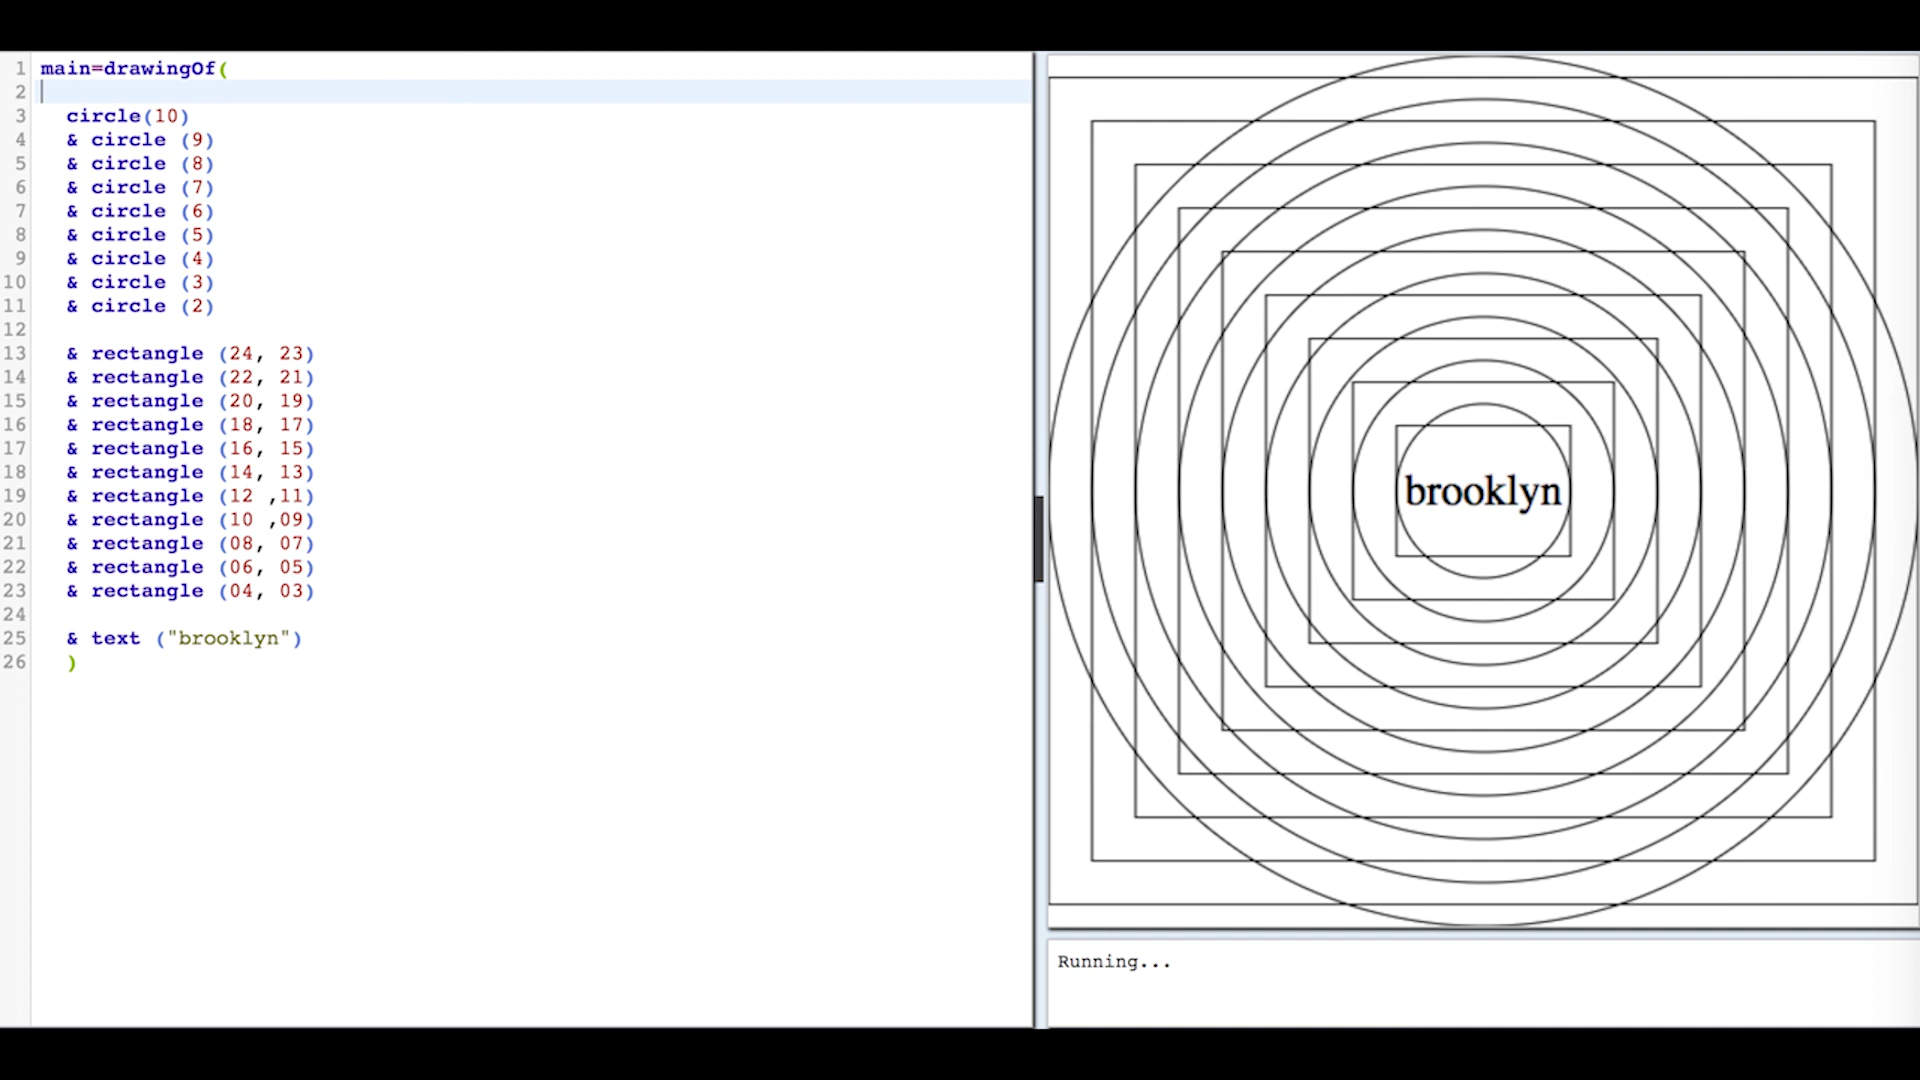 1 main=drawingOf(
2
3 circle(10)
4 & circle (9)
5 & circle (8)
6 & circle (7)
7 & circle (6)
8 & circle (5)
9 & circle (4)
10 & circle (3)
11 & circle (2)
12
13 & rectangle (24, 23)
14 & rectangle (22, 21)
15 & rectangle (20, 19)
16 & rectangle (18, 17)
17 & rectangle (16, 15)
18 & rectangle (14, 13)
19 & rectangle (12 ,11)
20 & rectangle (10 ,09)
21 & rectangle (08, 07)
22 & rectangle (06, 05)
23 & rectangle (04, 03)
24
25 & text ("brooklyn")
26 )
brooklyn
Running...